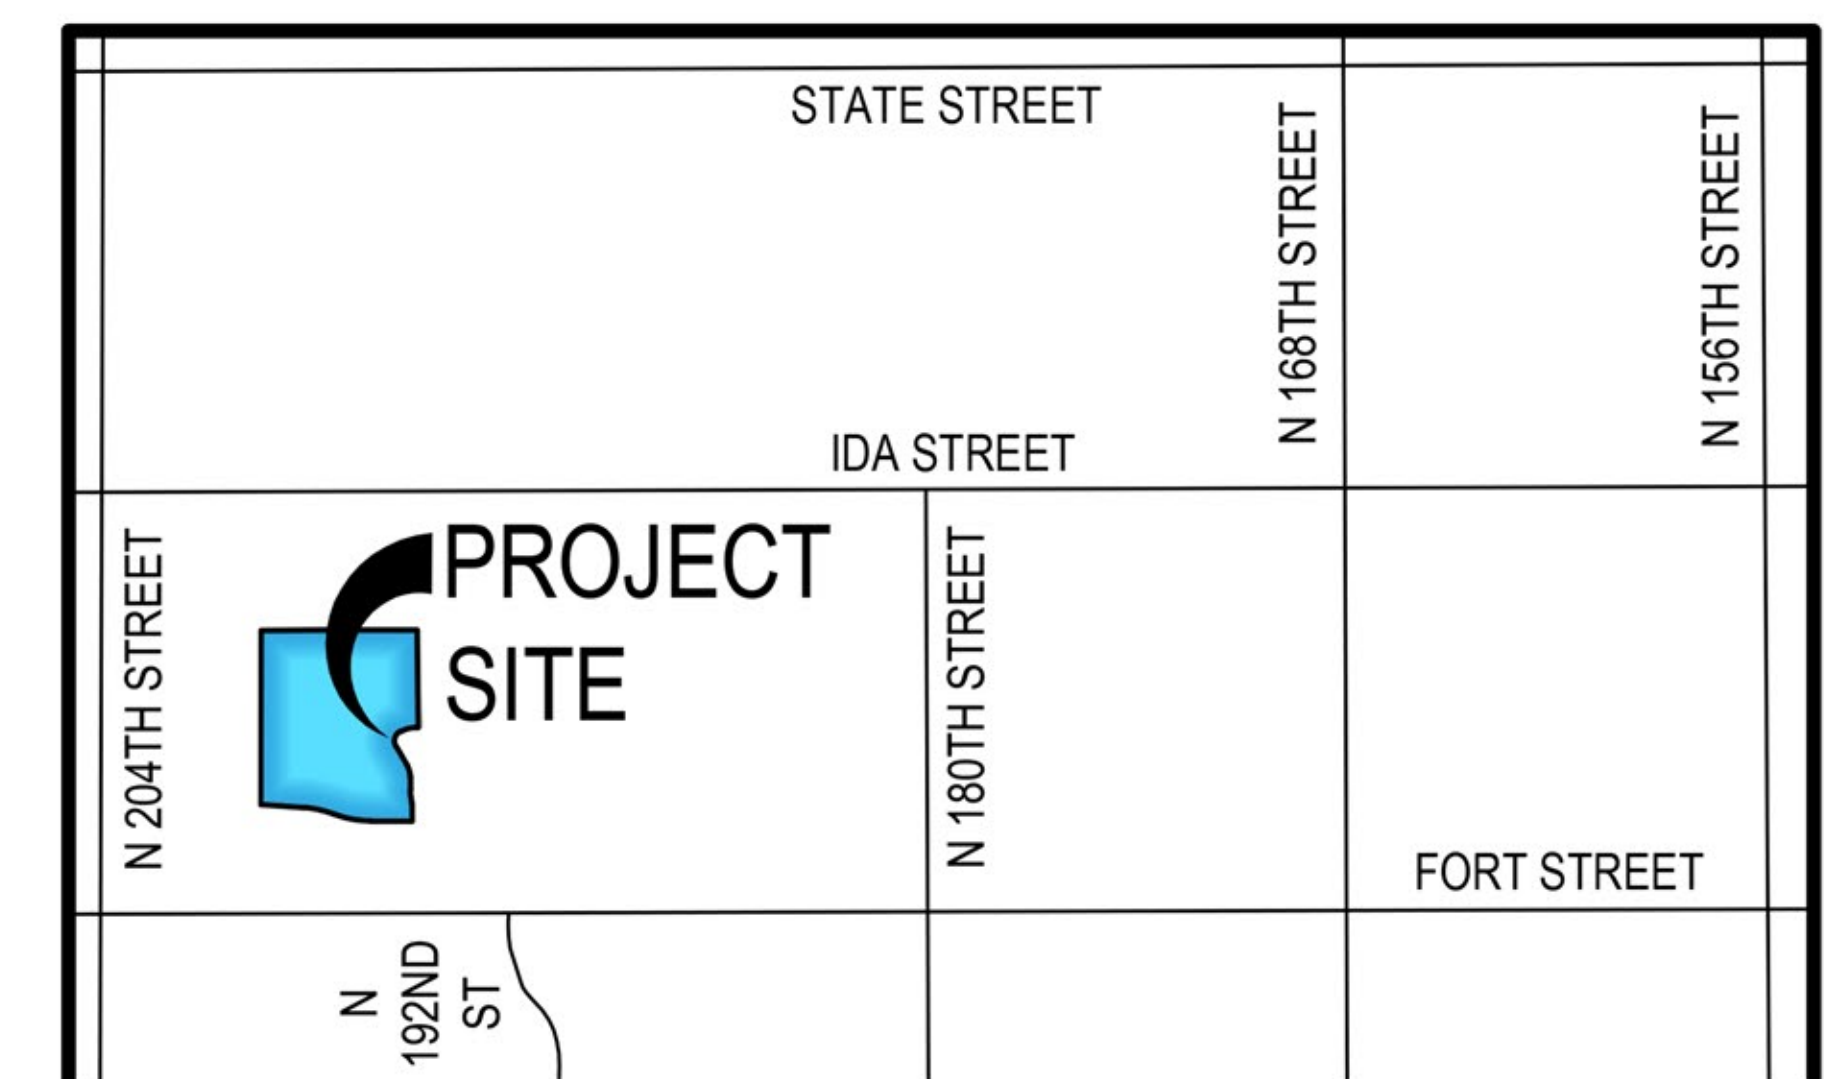 STATE STREET
N 168TH STREET
N 156TH STREET
IDA STREET
N 204TH STREET
PROJECT
SITE
N 180TH STREET
FORT STREET
N
192ND
ST